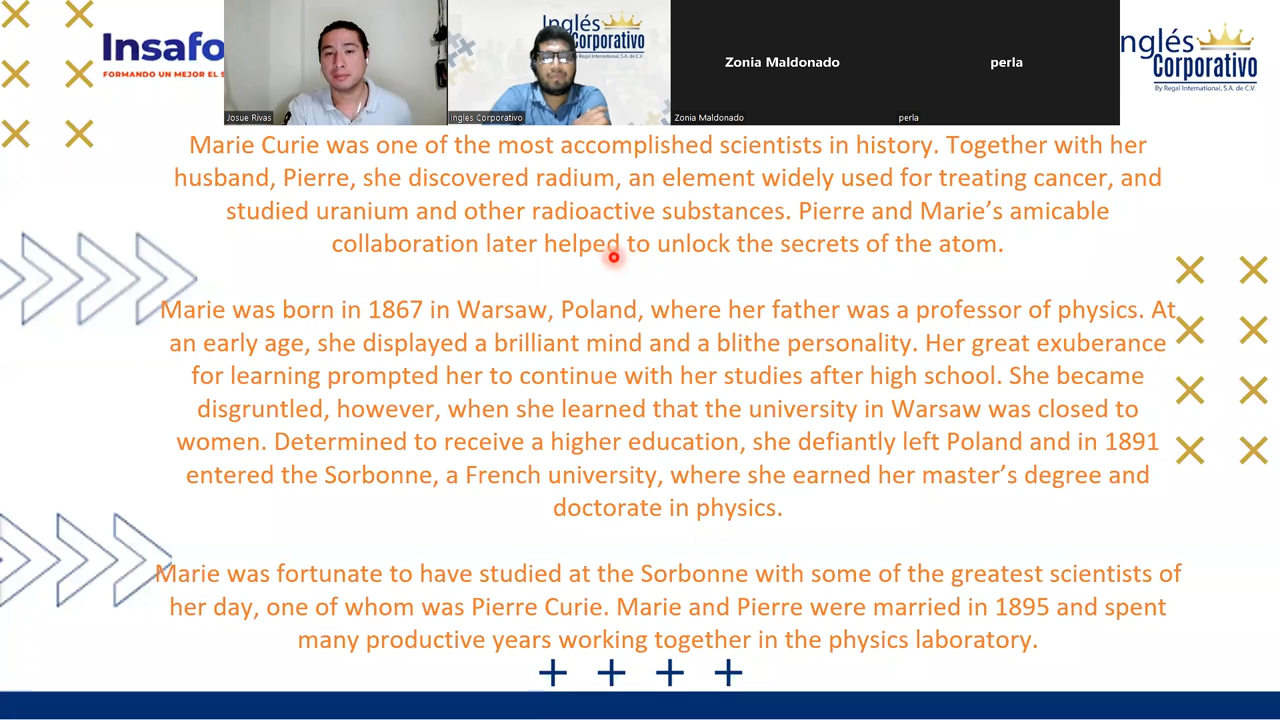 Insafo
FORMANDO UN MEJOR EL S
Josue Rivas
Inglés
Corporativo
by Regal International, S.A. de C.V.
Ingles Corporativo
Zonia Maldonado
Zonia Maldonado
perla
perla
nglés
Corporativo
By Regal International, S.A. de C.V.
Marie Curie was one of the most accomplished scientists in history. Together with her
husband, Pierre, she discovered radium, an element widely used for treating cancer, and
studied uranium and other radioactive substances. Pierre and Marie’s amicable
collaboration later helped to unlock the secrets of the atom.
Marie was born in 1867 in Warsaw, Poland, where her father was a professor of physics. At
an early age, she displayed a brilliant mind and a blithe personality. Her great exuberance
for learning prompted her to continue with her studies after high school. She became
disgruntled, however, when she learned that the university in Warsaw was closed to
women. Determined to receive a higher education, she defiantly left Poland and in 1891
entered the Sorbonne, a French university, where she earned her master’s degree and
doctorate in physics.
Marie was fortunate to have studied at the Sorbonne with some of the greatest scientists of
her day, one of whom was Pierre Curie. Marie and Pierre were married in 1895 and spent
many productive years working together in the physics laboratory.